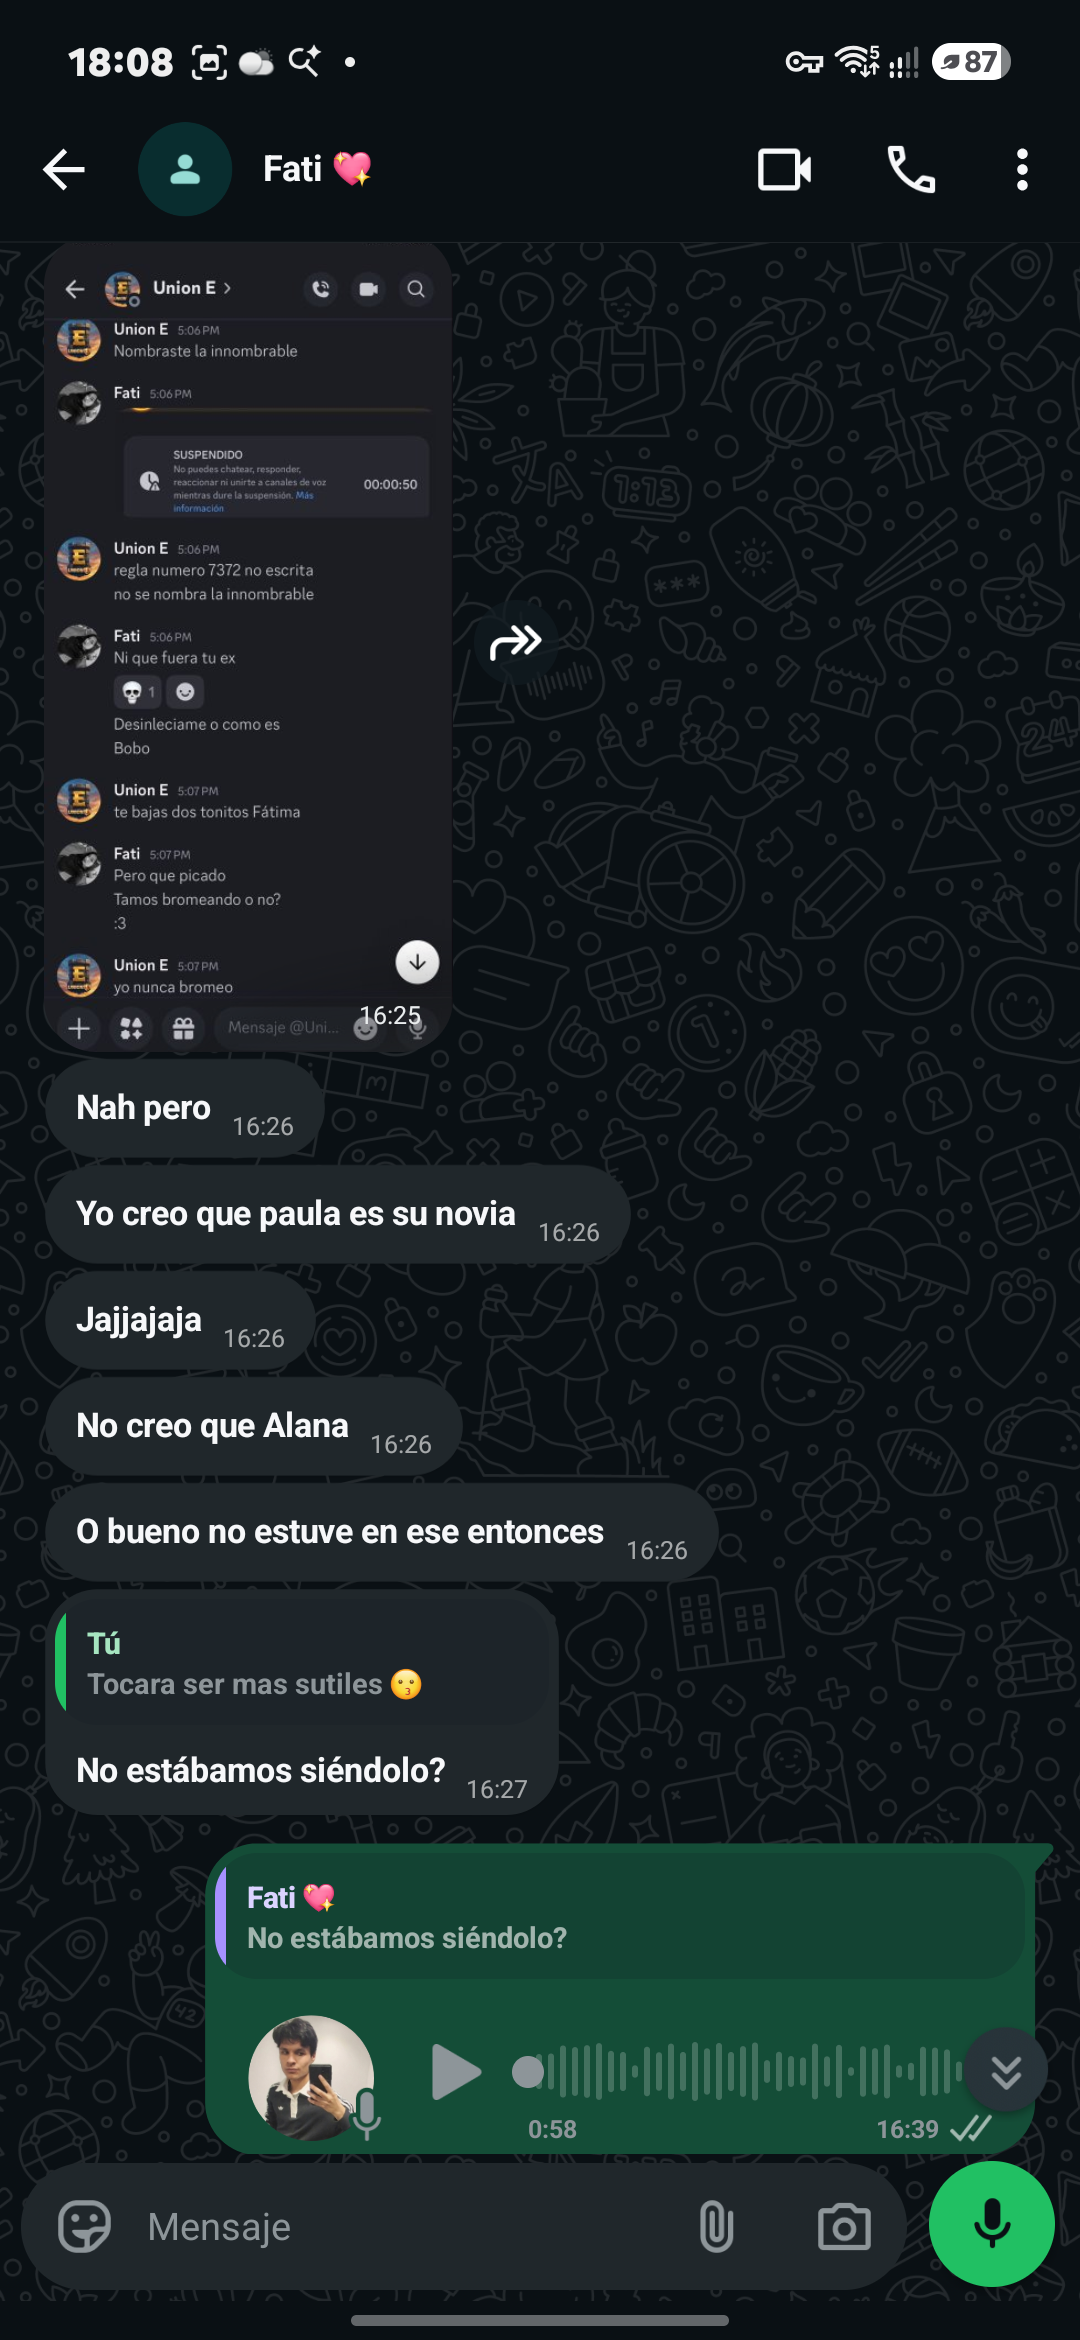 18:08
5
87
Fati 💖
Union E >
Union E 5:06 PM
Nombraste la innombrable
Fati 5:06 PM
SUSPENDIDO
No puedes chatear, responder,
reaccionar ni unirte a canales de voz
mientras dure la suspensión. Más
información
00:00:50
Union E 5:06 PM
regla numero 7372 no escrita
no se nombra la innombrable
Fati 5:06 PM
Ni que fuera tu ex
💀 1
Desinleciame o como es
Bobo
Union E 5:07 PM
te bajas dos tonitos Fátima
Fati 5:07 PM
Pero que picado
Tamos bromeando o no?
:3
Union E 5:07 PM
yo nunca bromeo
Mensaje @Uni...
16:25
Nah pero 16:26
Yo creo que paula es su novia 16:26
Jajjajaja 16:26
No creo que Alana 16:26
O bueno no estuve en ese entonces 16:26
Tú
Tocara ser mas sutiles 😗
No estábamos siéndolo? 16:27
Fati 💖
No estábamos siéndolo?
0:58 16:39
Mensaje